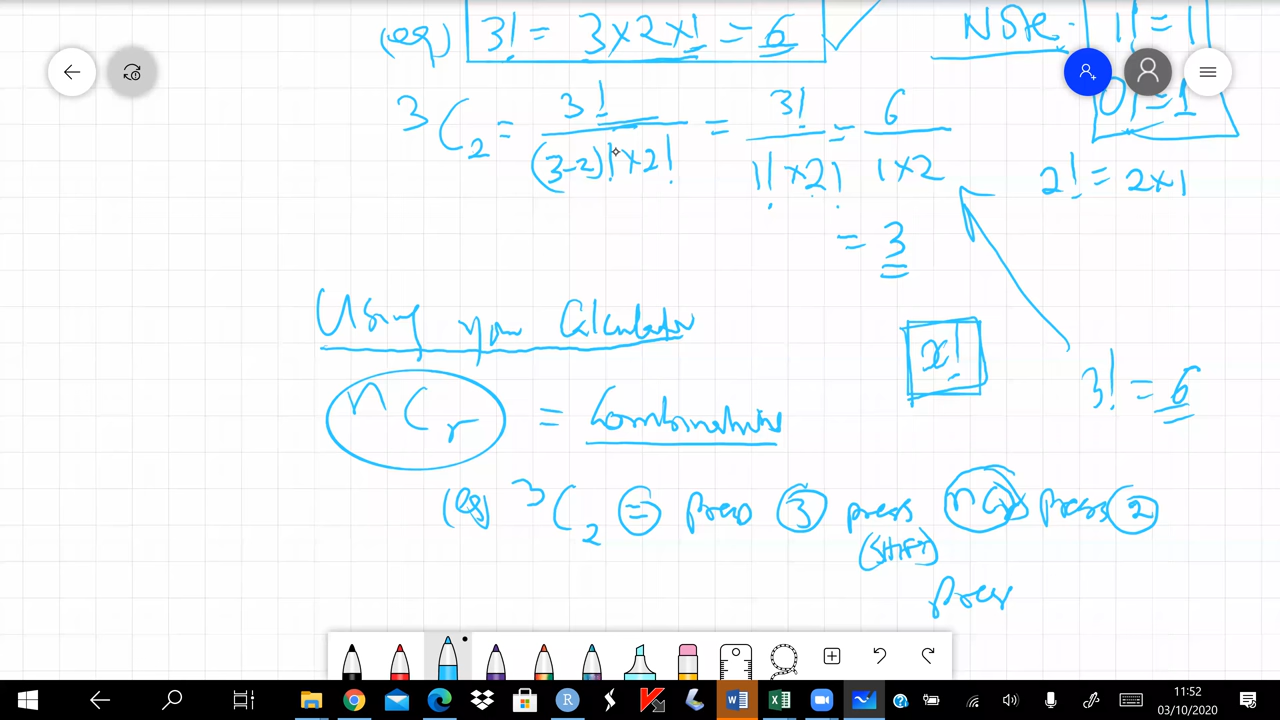 (eg) 3! = 3×2×1 = 6 ✓
NOTE: 1! = 1
0! = 1
³C₂ = 3! / (3-2)! × 2! = 3! / 1! × 2! = 6 / 1×2
2! = 2×1
= 3
Using your Calculator
x!
3! = 6
nCr = Combinations
(eg) ³C₂ = press 3 press nCr press 2
(SHIFT)
press
11:52
03/10/2020